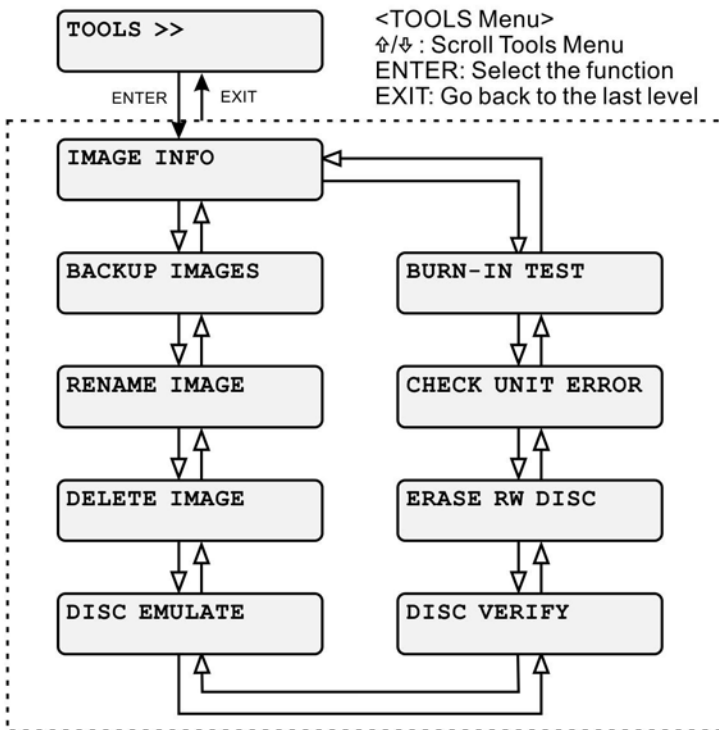 TOOLS >>
<TOOLS Menu>
⇧/⇩ : Scroll Tools Menu
ENTER: Select the function
EXIT: Go back to the last level
ENTER
EXIT
IMAGE INFO
BACKUP IMAGES
RENAME IMAGE
DELETE IMAGE
DISC EMULATE
BURN-IN TEST
CHECK UNIT ERROR
ERASE RW DISC
DISC VERIFY